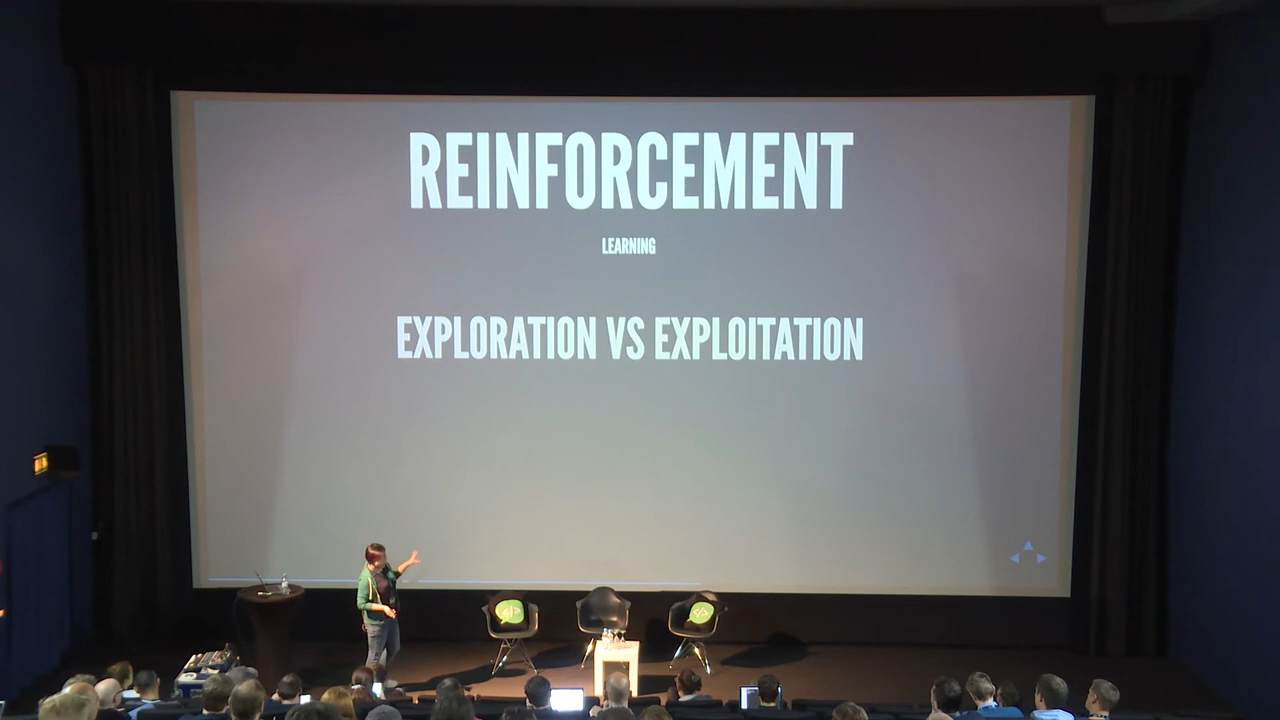 REINFORCEMENT
LEARNING
EXPLORATION VS EXPLOITATION
</>
</>